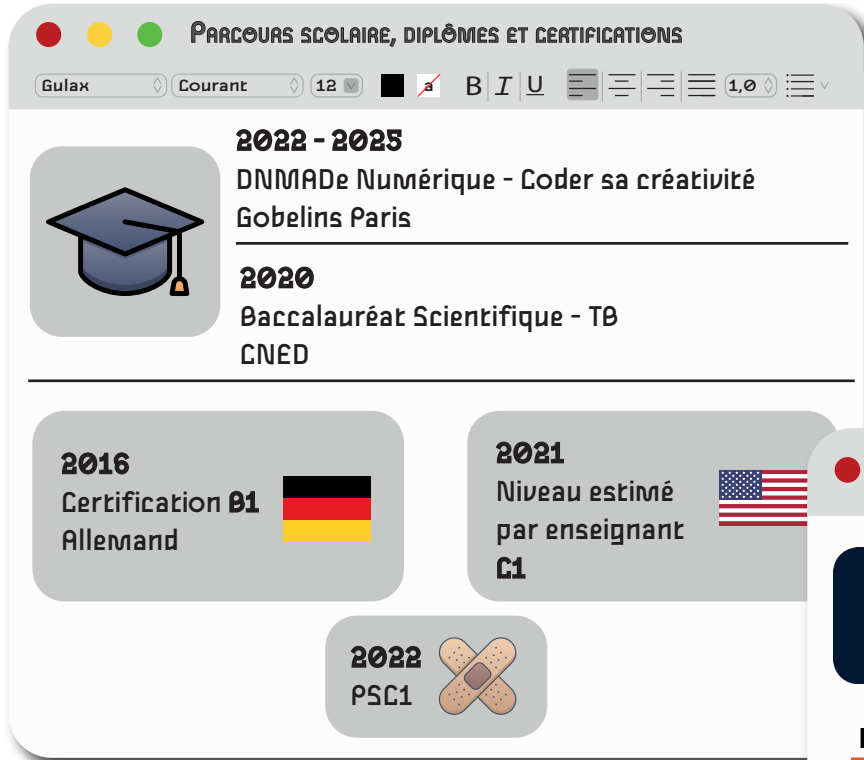 Parcours scolaire, diplômes et certifications
Gulax Courant 12 a B I U 1,0
2022 - 2025
DNMADe Numérique - Coder sa créativité
Gobelins Paris
2020
Baccalauréat Scientifique - TB
CNED
2016
Certification B1
Allemand
2021
Niveau estimé
par enseignant
C1
2022
PSC1